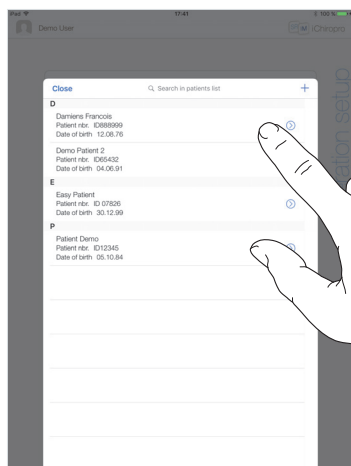 iPad 17:41 100 %
Demo User iChiropro
Close Search in patients list +
D
Damiens Francois
Patient nbr. ID888999
Date of birth 12.08.76
Demo Patient 2
Patient nbr. ID65432
Date of birth 04.06.91
E
Easy Patient
Patient nbr. ID 07826
Date of birth 30.12.99
P
Patient Demo
Patient nbr. ID12345
Date of birth 05.10.84
setup